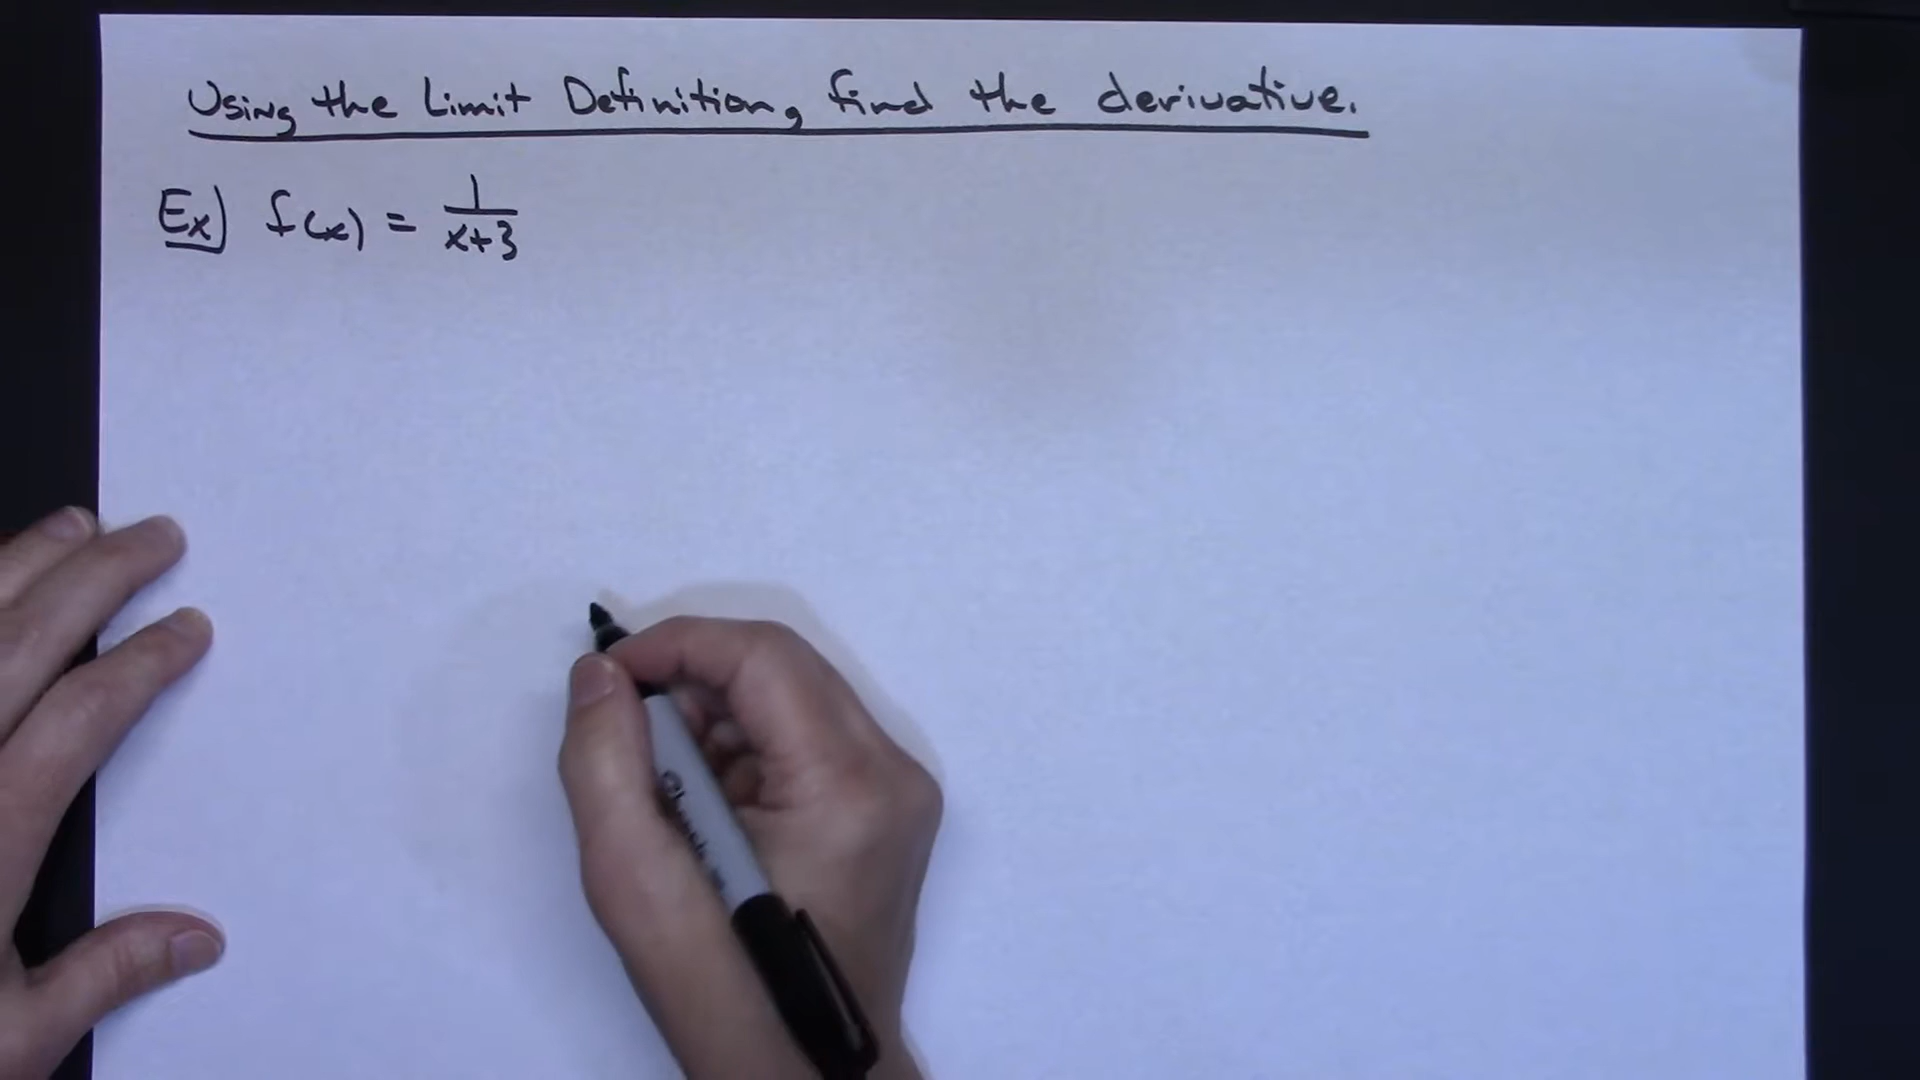 Using the Limit Definition, find the derivative.
Ex) f(x) = 1/(x+3)